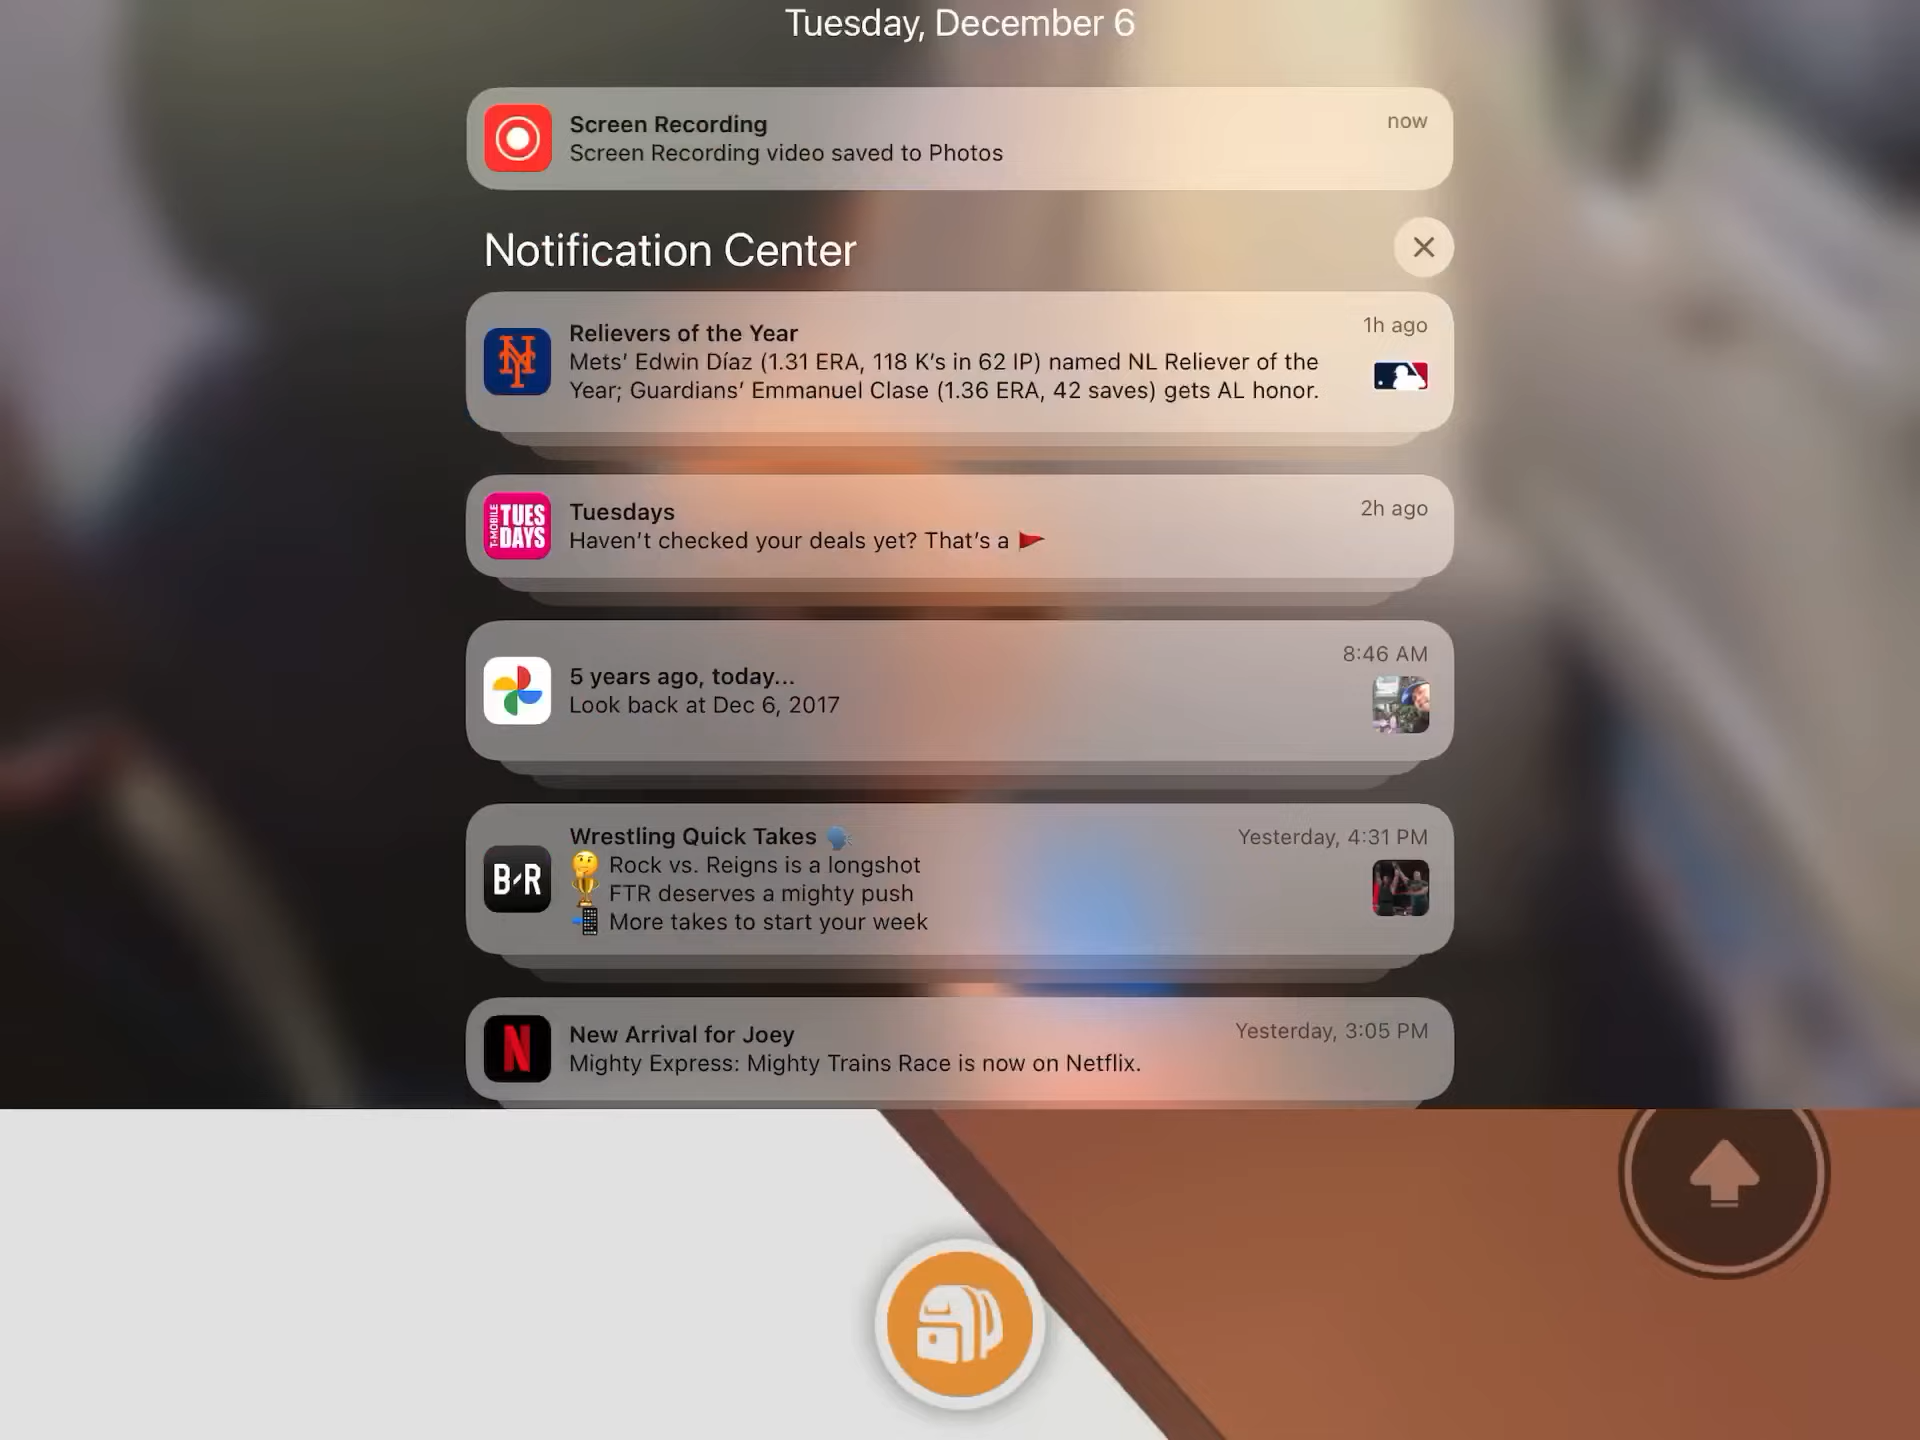 Tuesday, December 6
Screen Recording
now
Screen Recording video saved to Photos
Notification Center
Relievers of the Year
1h ago
Mets’ Edwin Díaz (1.31 ERA, 118 K’s in 62 IP) named NL Reliever of the
Year; Guardians’ Emmanuel Clase (1.36 ERA, 42 saves) gets AL honor.
NY
T-MOBILE
TUES
DAYS
Tuesdays
2h ago
Haven’t checked your deals yet? That’s a 🚩
5 years ago, today...
8:46 AM
Look back at Dec 6, 2017
B/R
Wrestling Quick Takes 🗣️
Yesterday, 4:31 PM
🤔 Rock vs. Reigns is a longshot
🏆 FTR deserves a mighty push
📲 More takes to start your week
N
New Arrival for Joey
Yesterday, 3:05 PM
Mighty Express: Mighty Trains Race is now on Netflix.